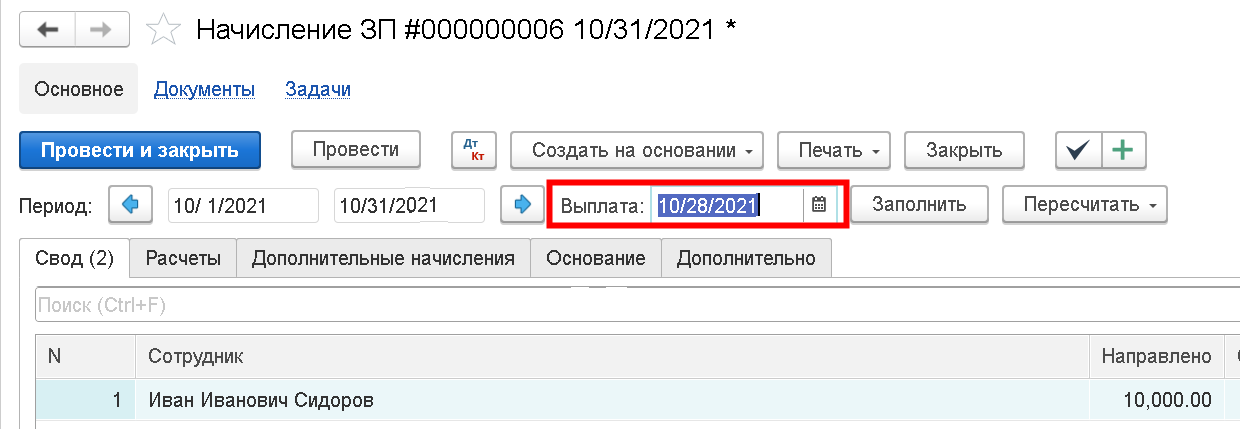 Начисление ЗП #000000006 10/31/2021 *
Основное Документы Задачи
Провести и закрыть Провести Дт Кт Создать на основании Печать Закрыть
Период: 10/ 1/2021 10/31/2021 Выплата: 10/28/2021 Заполнить Пересчитать
Свод (2) Расчеты Дополнительные начисления Основание Дополнительно
Поиск (Ctrl+F)
N Сотрудник Направлено
1 Иван Иванович Сидоров 10,000.00